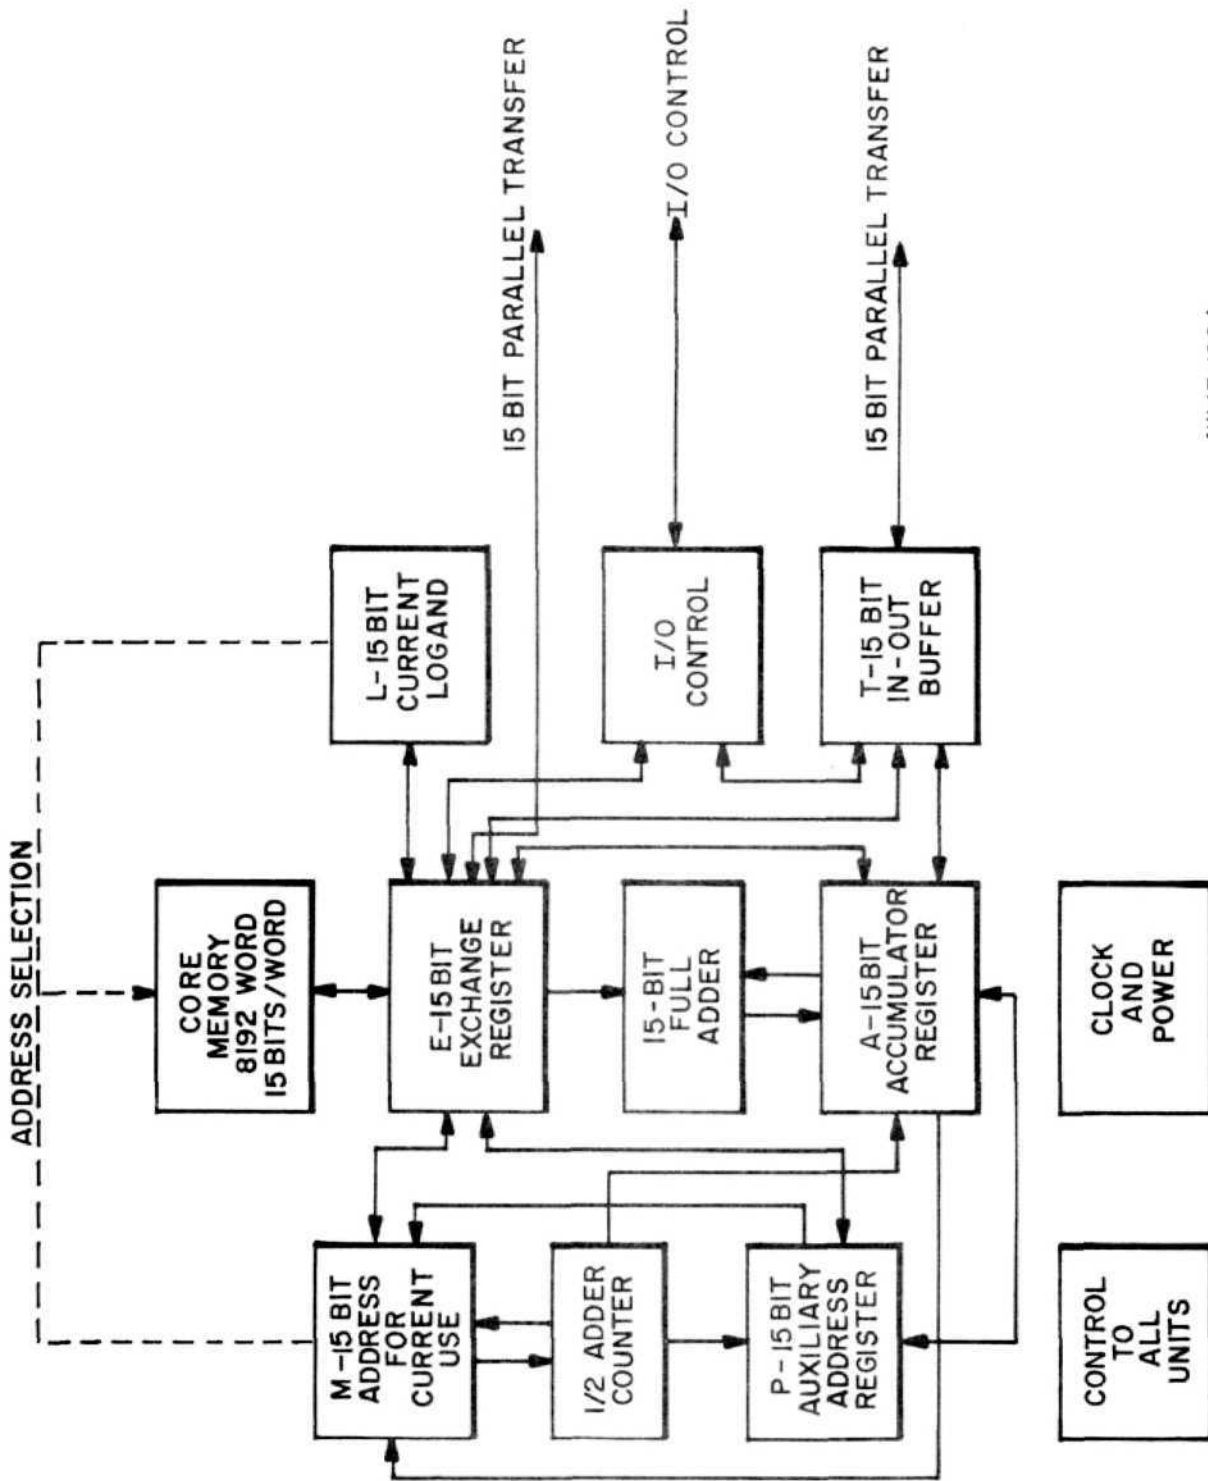 ADDRESS SELECTION
CORE
MEMORY
8192 WORD
15 BITS/WORD
M-15 BIT
ADDRESS
FOR
CURRENT
USE
E-15 BIT
EXCHANGE
REGISTER
L-15 BIT
CURRENT
LOGAND
15 BIT PARALLEL TRANSFER
1/2 ADDER
COUNTER
15-BIT
FULL
ADDER
I/O
CONTROL
I/O CONTROL
P-15 BIT
AUXILIARY
ADDRESS
REGISTER
A-15 BIT
ACCUMULATOR
REGISTER
T-15 BIT
IN-OUT
BUFFER
15 BIT PARALLEL TRANSFER
CONTROL
TO
ALL
UNITS
CLOCK
AND
POWER